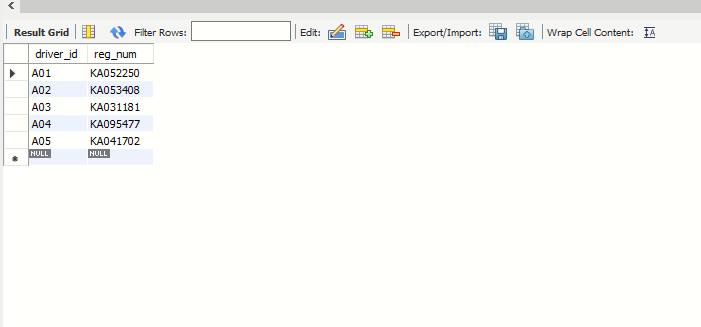 Result Grid Filter Rows: Edit: Export/Import: Wrap Cell Content: IA
driver_id reg_num
A01 KA052250
A02 KA053408
A03 KA031181
A04 KA095477
A05 KA041702
NULL NULL